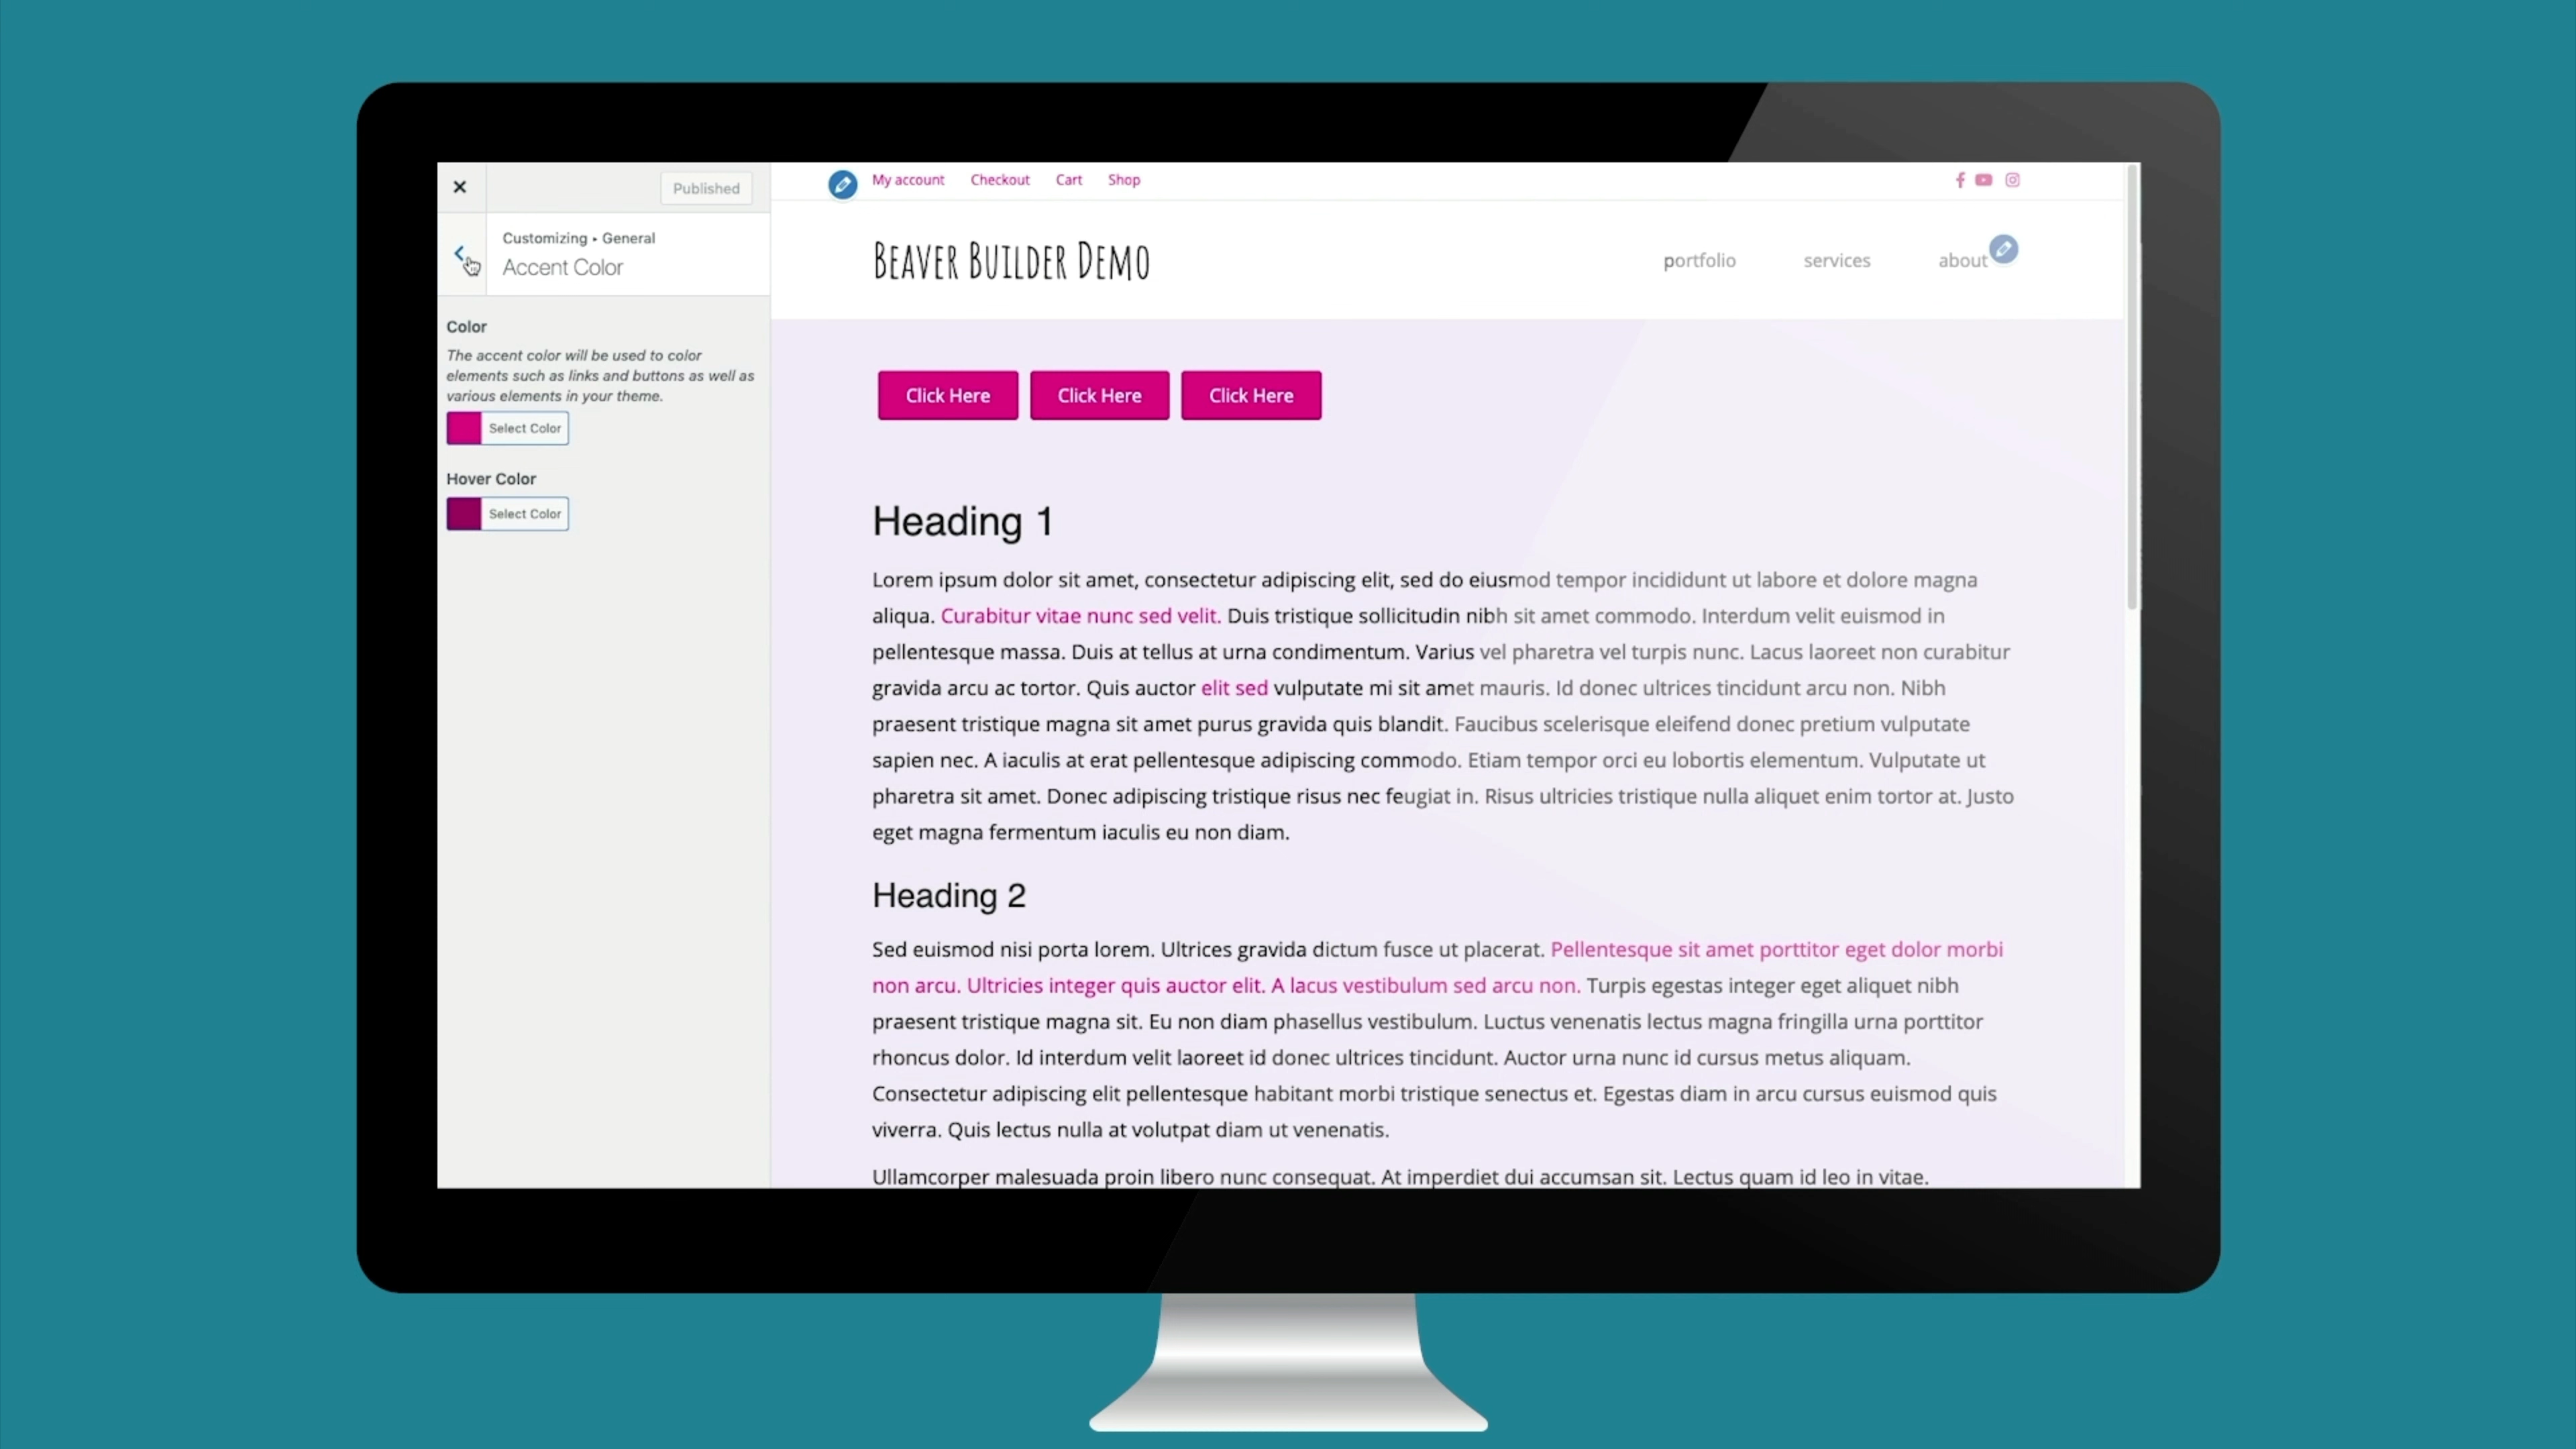 Published
Customizing ▸ General
Accent Color
Color
The accent color will be used to color
elements such as links and buttons as well as
various elements in your theme.
Select Color
Hover Color
Select Color
My account Checkout Cart Shop
BEAVER BUILDER DEMO
portfolio services about
Click Here Click Here Click Here
Heading 1
Lorem ipsum dolor sit amet, consectetur adipiscing elit, sed do eiusmod tempor incididunt ut labore et dolore magna
aliqua. Curabitur vitae nunc sed velit. Duis tristique sollicitudin nibh sit amet commodo. Interdum velit euismod in
pellentesque massa. Duis at tellus at urna condimentum. Varius vel pharetra vel turpis nunc. Lacus laoreet non curabitur
gravida arcu ac tortor. Quis auctor elit sed vulputate mi sit amet mauris. Id donec ultrices tincidunt arcu non. Nibh
praesent tristique magna sit amet purus gravida quis blandit. Faucibus scelerisque eleifend donec pretium vulputate
sapien nec. A iaculis at erat pellentesque adipiscing commodo. Etiam tempor orci eu lobortis elementum. Vulputate ut
pharetra sit amet. Donec adipiscing tristique risus nec feugiat in. Risus ultricies tristique nulla aliquet enim tortor at. Justo
eget magna fermentum iaculis eu non diam.
Heading 2
Sed euismod nisi porta lorem. Ultrices gravida dictum fusce ut placerat. Pellentesque sit amet porttitor eget dolor morbi
non arcu. Ultricies integer quis auctor elit. A lacus vestibulum sed arcu non. Turpis egestas integer eget aliquet nibh
praesent tristique magna sit. Eu non diam phasellus vestibulum. Luctus venenatis lectus magna fringilla urna porttitor
rhoncus dolor. Id interdum velit laoreet id donec ultrices tincidunt. Auctor urna nunc id cursus metus aliquam.
Consectetur adipiscing elit pellentesque habitant morbi tristique senectus et. Egestas diam in arcu cursus euismod quis
viverra. Quis lectus nulla at volutpat diam ut venenatis.
Ullamcorper malesuada proin libero nunc consequat. At imperdiet dui accumsan sit. Lectus quam id leo in vitae.